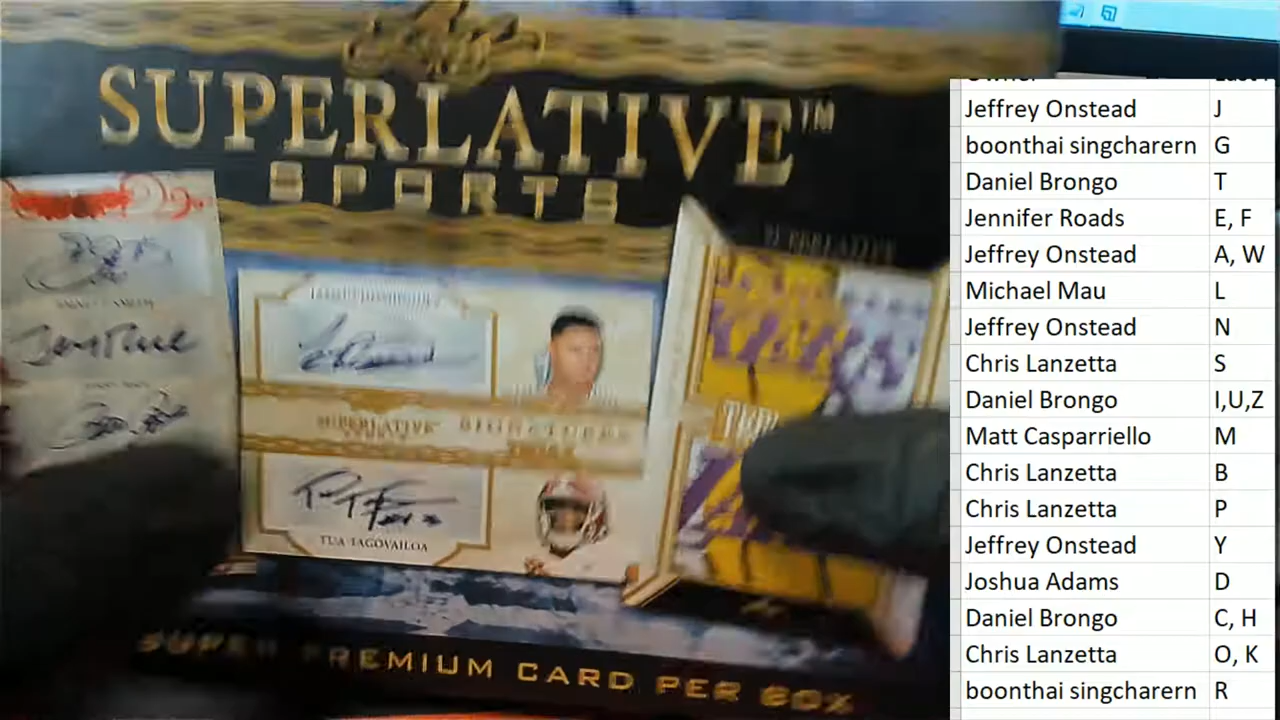 SUPERLATIVE™
SPORTS
SUPERLATIVE
SUPERLATIVE SIGNATURES
TUA TAGOVAILOA
SUPER PREMIUM CARD PER BOX
Jeffrey Onstead J
boonthai singcharern G
Daniel Brongo T
Jennifer Roads E, F
Jeffrey Onstead A, W
Michael Mau L
Jeffrey Onstead N
Chris Lanzetta S
Daniel Brongo I,U,Z
Matt Casparriello M
Chris Lanzetta B
Chris Lanzetta P
Jeffrey Onstead Y
Joshua Adams D
Daniel Brongo C, H
Chris Lanzetta O, K
boonthai singcharern R